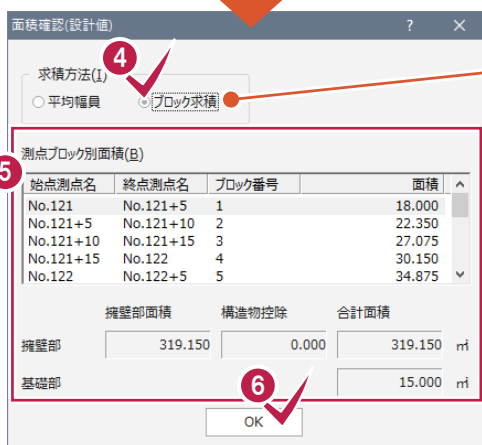 面積確認(設計値) ? ×
4
求積方法(I)
平均幅員 ブロック求積
5
測点ブロック別面積(B)
始点測点名 終点測点名 ブロック番号 面積
No.121 No.121+5 1 18.000
No.121+5 No.121+10 2 22.350
No.121+10 No.121+15 3 27.075
No.121+15 No.122 4 30.150
No.122 No.122+5 5 34.875
擁壁部面積 構造物控除 合計面積
擁壁部 319.150 0.000 319.150 ㎡
基礎部 15.000 ㎡
6
OK